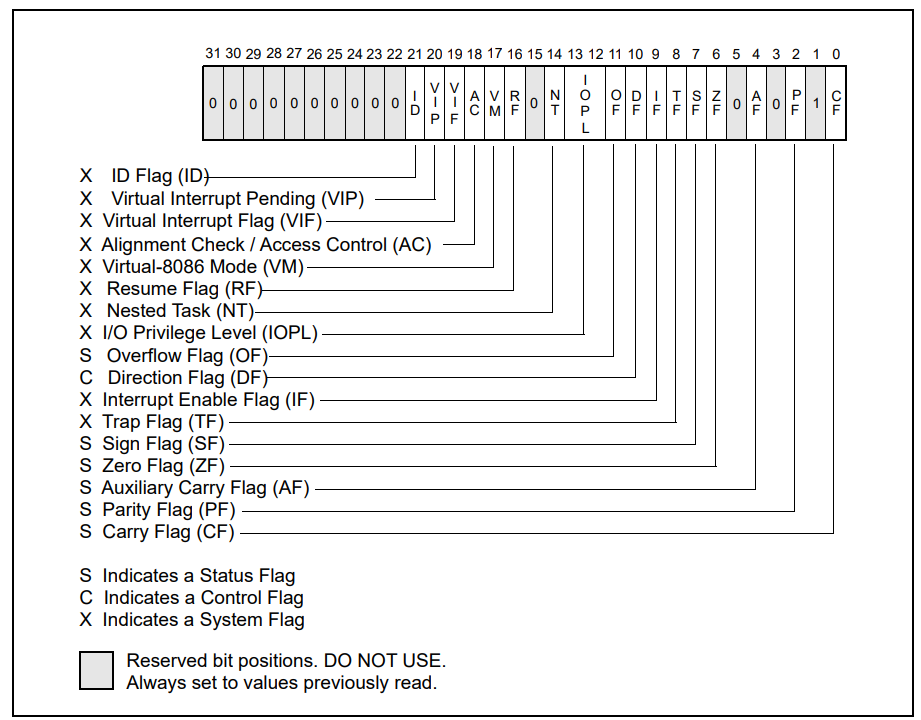 31 30 29 28 27 26 25 24 23 22 21 20 19 18 17 16 15 14 13 12 11 10 9 8 7 6 5 4 3 2 1 0
0 0 0 0 0 0 0 0 0 0 ID VIP VIF AC VM RF 0 NT IOPL OF DF IF TF SF ZF 0 AF 0 PF 1 CF
X ID Flag (ID)
X Virtual Interrupt Pending (VIP)
X Virtual Interrupt Flag (VIF)
X Alignment Check / Access Control (AC)
X Virtual-8086 Mode (VM)
X Resume Flag (RF)
X Nested Task (NT)
X I/O Privilege Level (IOPL)
S Overflow Flag (OF)
C Direction Flag (DF)
X Interrupt Enable Flag (IF)
X Trap Flag (TF)
S Sign Flag (SF)
S Zero Flag (ZF)
S Auxiliary Carry Flag (AF)
S Parity Flag (PF)
S Carry Flag (CF)
S Indicates a Status Flag
C Indicates a Control Flag
X Indicates a System Flag
Reserved bit positions. DO NOT USE.
Always set to values previously read.